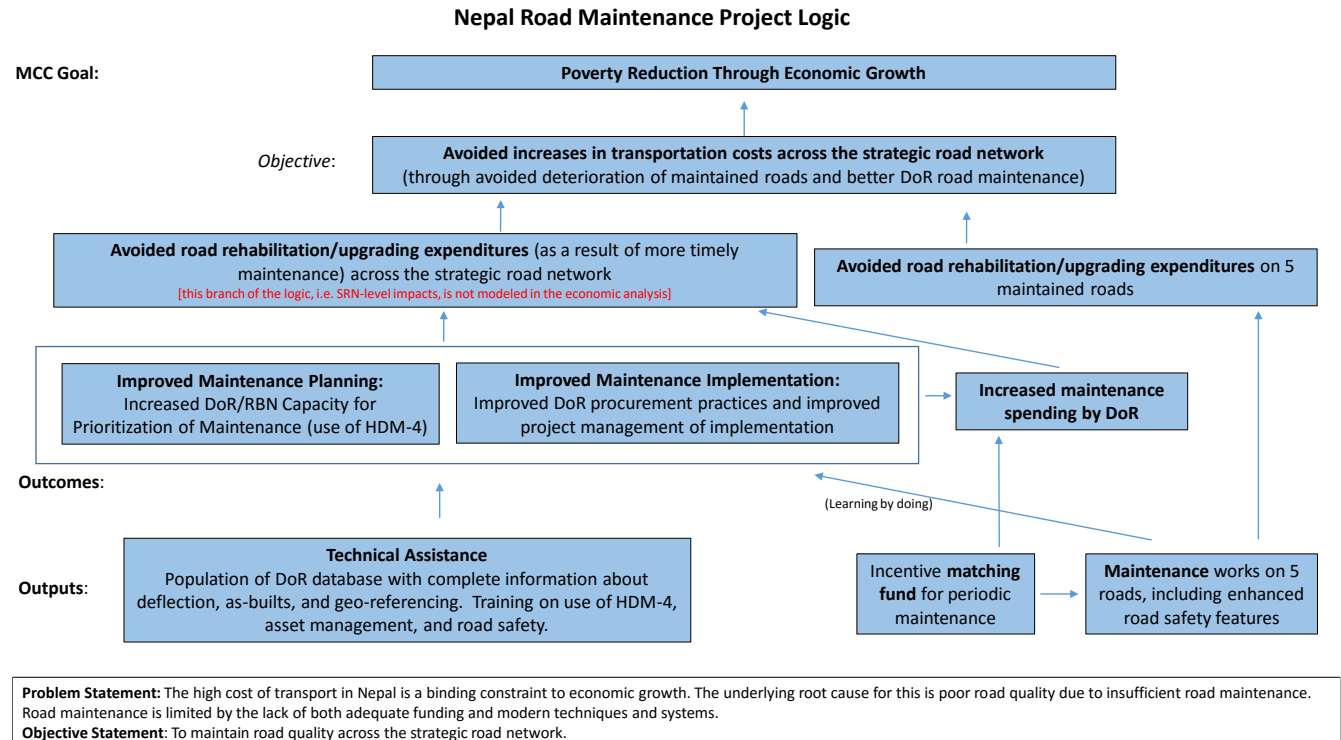 Nepal Road Maintenance Project Logic
MCC Goal:
Poverty Reduction Through Economic Growth
Objective:
Avoided increases in transportation costs across the strategic road network
(through avoided deterioration of maintained roads and better DoR road maintenance)
Avoided road rehabilitation/upgrading expenditures (as a result of more timely
maintenance) across the strategic road network
[this branch of the logic, i.e. SRN-level impacts, is not modeled in the economic analysis]
Avoided road rehabilitation/upgrading expenditures on 5
maintained roads
Improved Maintenance Planning:
Increased DoR/RBN Capacity for
Prioritization of Maintenance (use of HDM-4)
Improved Maintenance Implementation:
Improved DoR procurement practices and improved
project management of implementation
Increased maintenance
spending by DoR
Outcomes:
(Learning by doing)
Outputs:
Technical Assistance
Population of DoR database with complete information about
deflection, as-builts, and geo-referencing. Training on use of HDM-4,
asset management, and road safety.
Incentive matching
fund for periodic
maintenance
Maintenance works on 5
roads, including enhanced
road safety features
Problem Statement: The high cost of transport in Nepal is a binding constraint to economic growth. The underlying root cause for this is poor road quality due to insufficient road maintenance.
Road maintenance is limited by the lack of both adequate funding and modern techniques and systems.
Objective Statement: To maintain road quality across the strategic road network.